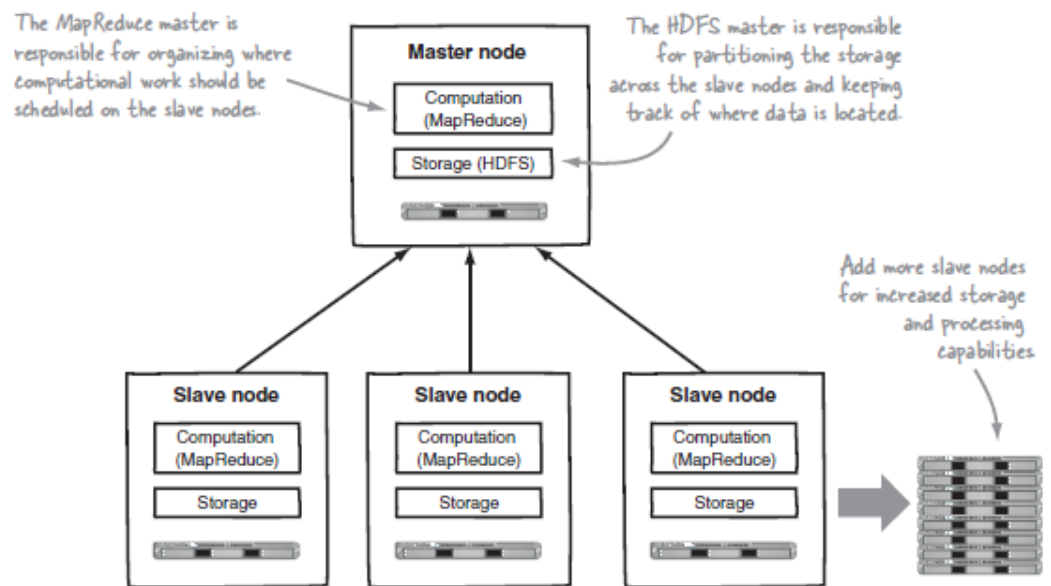 The MapReduce master is
responsible for organizing where
computational work should be
scheduled on the slave nodes.
The HDFS master is responsible
for partitioning the storage
across the slave nodes and keeping
track of where data is located.
Master node
Computation
(MapReduce)
Storage (HDFS)
Add more slave nodes
for increased storage
and processing
capabilities
Slave node
Computation
(MapReduce)
Storage
Slave node
Computation
(MapReduce)
Storage
Slave node
Computation
(MapReduce)
Storage